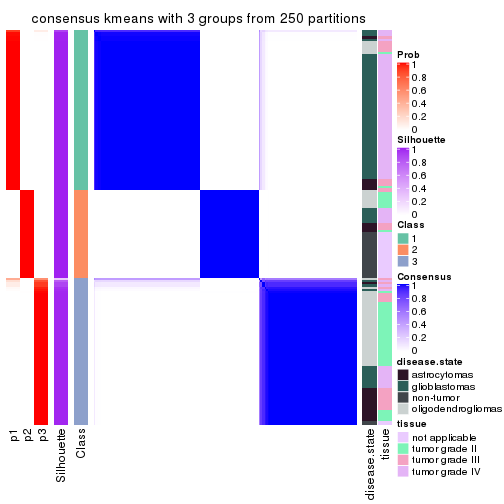 consensus kmeans with 3 groups from 250 partitions
Prob
1
0.8
0.6
0.4
0.2
0
Silhouette
1
0.8
0.6
0.4
0.2
0
Class
1
2
3
Consensus
1
0.8
0.6
0.4
0.2
0
disease.state
astrocytomas
glioblastomas
non-tumor
oligodendrogliomas
tissue
not applicable
tumor grade II
tumor grade III
tumor grade IV
p1
p2
p3
Silhouette
Class
disease.state
tissue